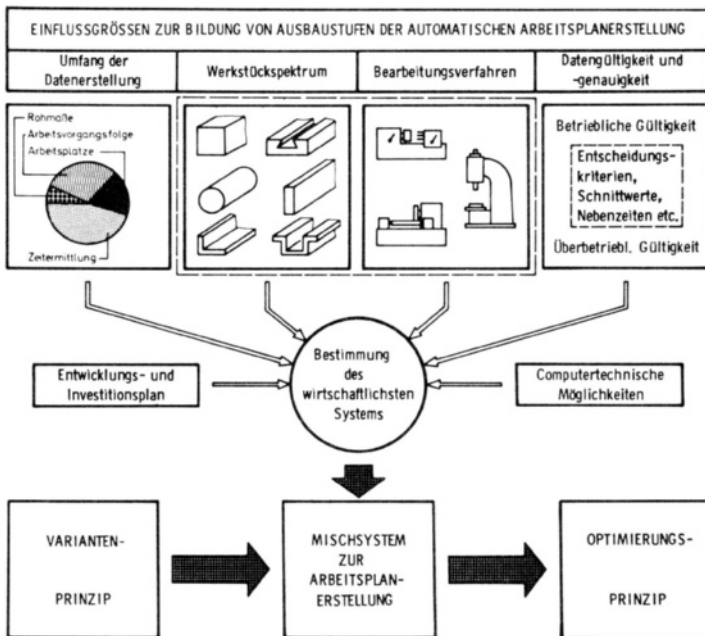 EINFLUSSGRÖSSEN ZUR BILDUNG VON AUSBAUSTUFEN DER AUTOMATISCHEN ARBEITSPLANERSTELLUNG
Umfang der
Datenerstellung
Werkstückspektrum
Bearbeitungsverfahren
Datengültigkeit und
-genauigkeit
Rohmaße
Arbeitsvorgangsfolge
Arbeitsplätze
Zeitermittlung
Betriebliche Gültigkeit
Entscheidungs-
kriterien,
Schnittwerte,
Nebenzeiten etc.
Überbetriebl. Gültigkeit
Entwicklungs- und
Investitionsplan
Bestimmung
des
wirtschaftlichsten
Systems
Computertechnische
Möglichkeiten
VARIANTEN-
PRINZIP
MISCHSYSTEM
ZUR
ARBEITSPLAN-
ERSTELLUNG
OPTIMIERUNGS-
PRINZIP